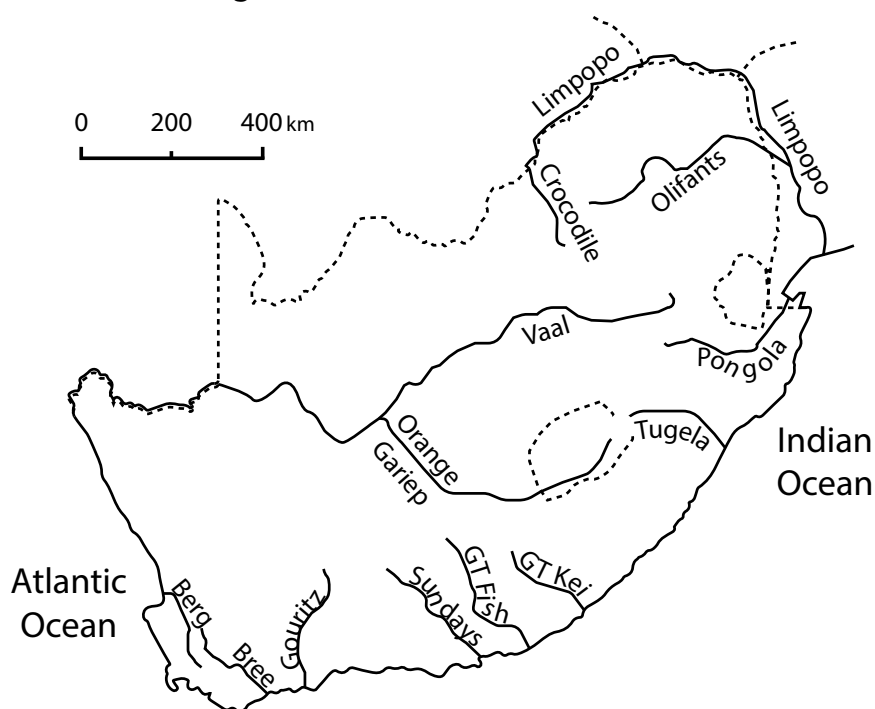 Limpopo
0 200 400 km
Limpopo
Crocodile
Olifants
Vaal
Pongola
Orange
Gariep
Tugela
Indian
Ocean
Atlantic
Ocean
Berg
Bree
Gouritz
Sundays
GT Fish
GT Kei